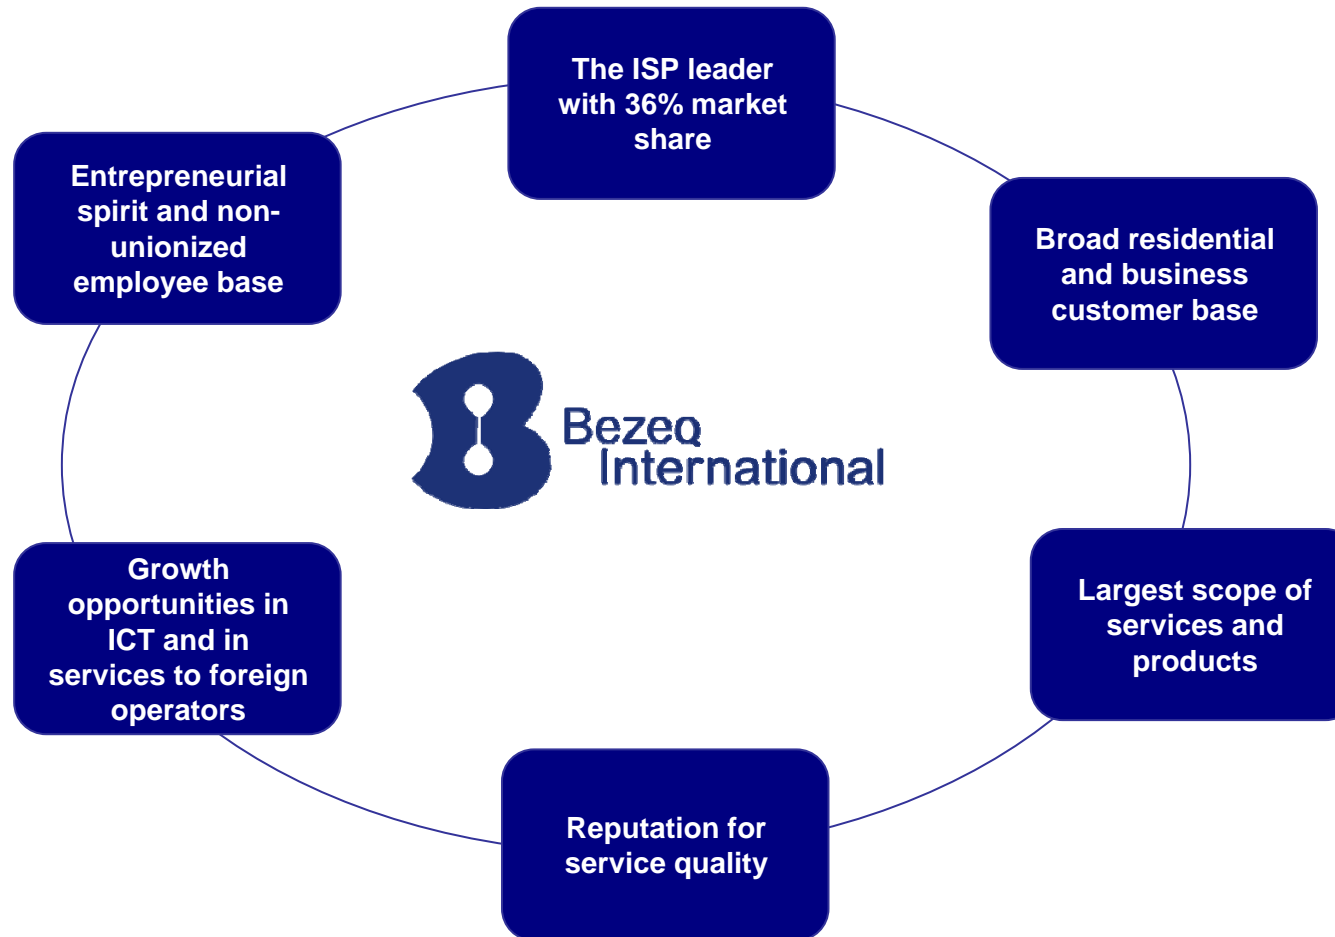 The ISP leader
with 36% market
share
Broad residential
and business
customer base
Largest scope of
services and
products
Reputation for
service quality
Growth
opportunities in
ICT and in
services to foreign
operators
Entrepreneurial
spirit and non-
unionized
employee base
Bezeq
International